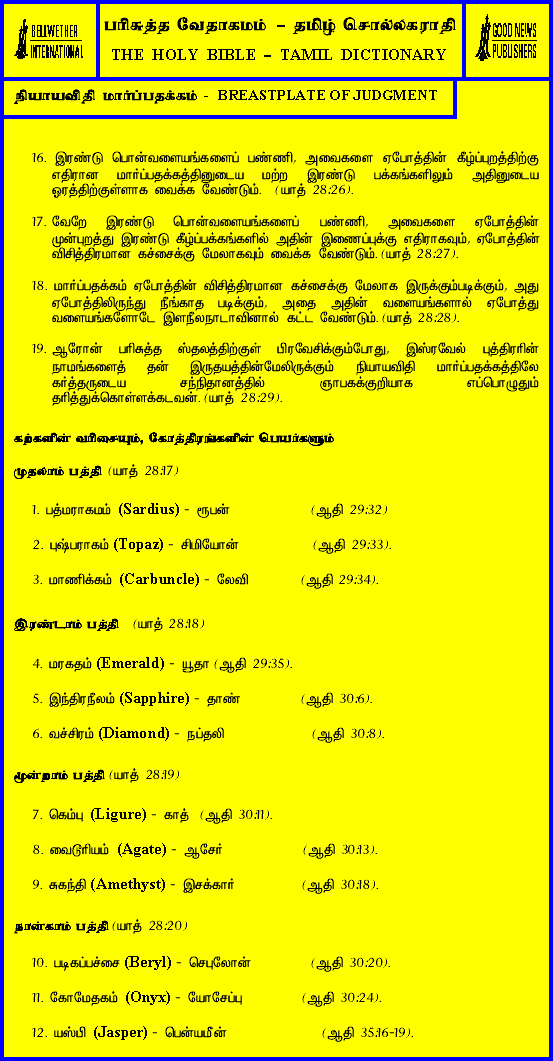 BELLWETHER
INTERNATIONAL
பரிசுத்த வேதாகமம் – தமிழ் சொல்லகராதி
THE HOLY BIBLE – TAMIL DICTIONARY
GOOD NEWS
PUBLISHERS
நியாயவிதி மார்ப்பதக்கம் - BREASTPLATE OF JUDGMENT
16. இரண்டு பொன்வளையங்களைப் பண்ணி, அவைகளை ஏபோத்தின் கீழ்ப்புறத்திற்கு
எதிரான மார்ப்பதக்கத்தினுடைய மற்ற இரண்டு பக்கங்களிலும் அதினுடைய
ஓரத்திற்குள்ளாக வைக்க வேண்டும். (யாத் 28:26).
17. வேறே இரண்டு பொன்வளையங்களைப் பண்ணி, அவைகளை ஏபோத்தின்
முன்புறத்து இரண்டு கீழ்ப்பக்கங்களில் அதின் இணைப்புக்கு எதிராகவும், ஏபோத்தின்
விசித்திரமான கச்சைக்கு மேலாகவும் வைக்க வேண்டும். (யாத் 28:27).
18. மார்ப்பதக்கம் ஏபோத்தின் விசித்திரமான கச்சைக்கு மேலாக இருக்கும்படிக்கும், அது
ஏபோத்திலிருந்து நீங்காத படிக்கும், அதை அதின் வளையங்களால் ஏபோத்து
வளையங்களோடே இளநீலநாடாவினால் கட்ட வேண்டும். (யாத் 28:28).
19. ஆரோன் பரிசுத்த ஸ்தலத்திற்குள் பிரவேசிக்கும்போது, இஸ்ரவேல் புத்திரரின்
நாமங்களைத் தன் இருதயத்தின்மேலிருக்கும் நியாயவிதி மார்ப்பதக்கத்திலே
கர்த்தருடைய சந்நிதானத்தில் ஞாபகக்குறியாக எப்பொழுதும்
தரித்துக்கொள்ளக்கடவன். (யாத் 28:29).
கற்களின் வரிசையும், கோத்திரங்களின் பெயர்களும்
முதலாம் பத்தி (யாத் 28:17)
1. பத்மராகமம் (Sardius) - ரூபன் (ஆதி 29:32)
2. புஷ்பராகம் (Topaz) - சிமியோன் (ஆதி 29:33).
3. மாணிக்கம் (Carbuncle) - லேவி (ஆதி 29:34).
இரண்டாம் பத்தி (யாத் 28:18)
4. மரகதம் (Emerald) - யூதா (ஆதி 29:35).
5. இந்திரநீலம் (Sapphire) - தாண் (ஆதி 30:6).
6. வச்சிரம் (Diamond) - நப்தலி (ஆதி 30:8).
மூன்றாம் பத்தி (யாத் 28:19)
7. கெம்பு (Ligure) - காத் (ஆதி 30:11).
8. வைடூரியம் (Agate) - ஆசேர் (ஆதி 30:13).
9. சுகந்தி (Amethyst) - இசக்கார் (ஆதி 30:18).
நான்காம் பத்தி (யாத் 28:20)
10. படிகப்பச்சை (Beryl) - செபுலோன் (ஆதி 30:20).
11. கோமேதகம் (Onyx) - யோசேப்பு (ஆதி 30:24).
12. யஸ்பி (Jasper) - பென்யமீன் (ஆதி 35:16-19).